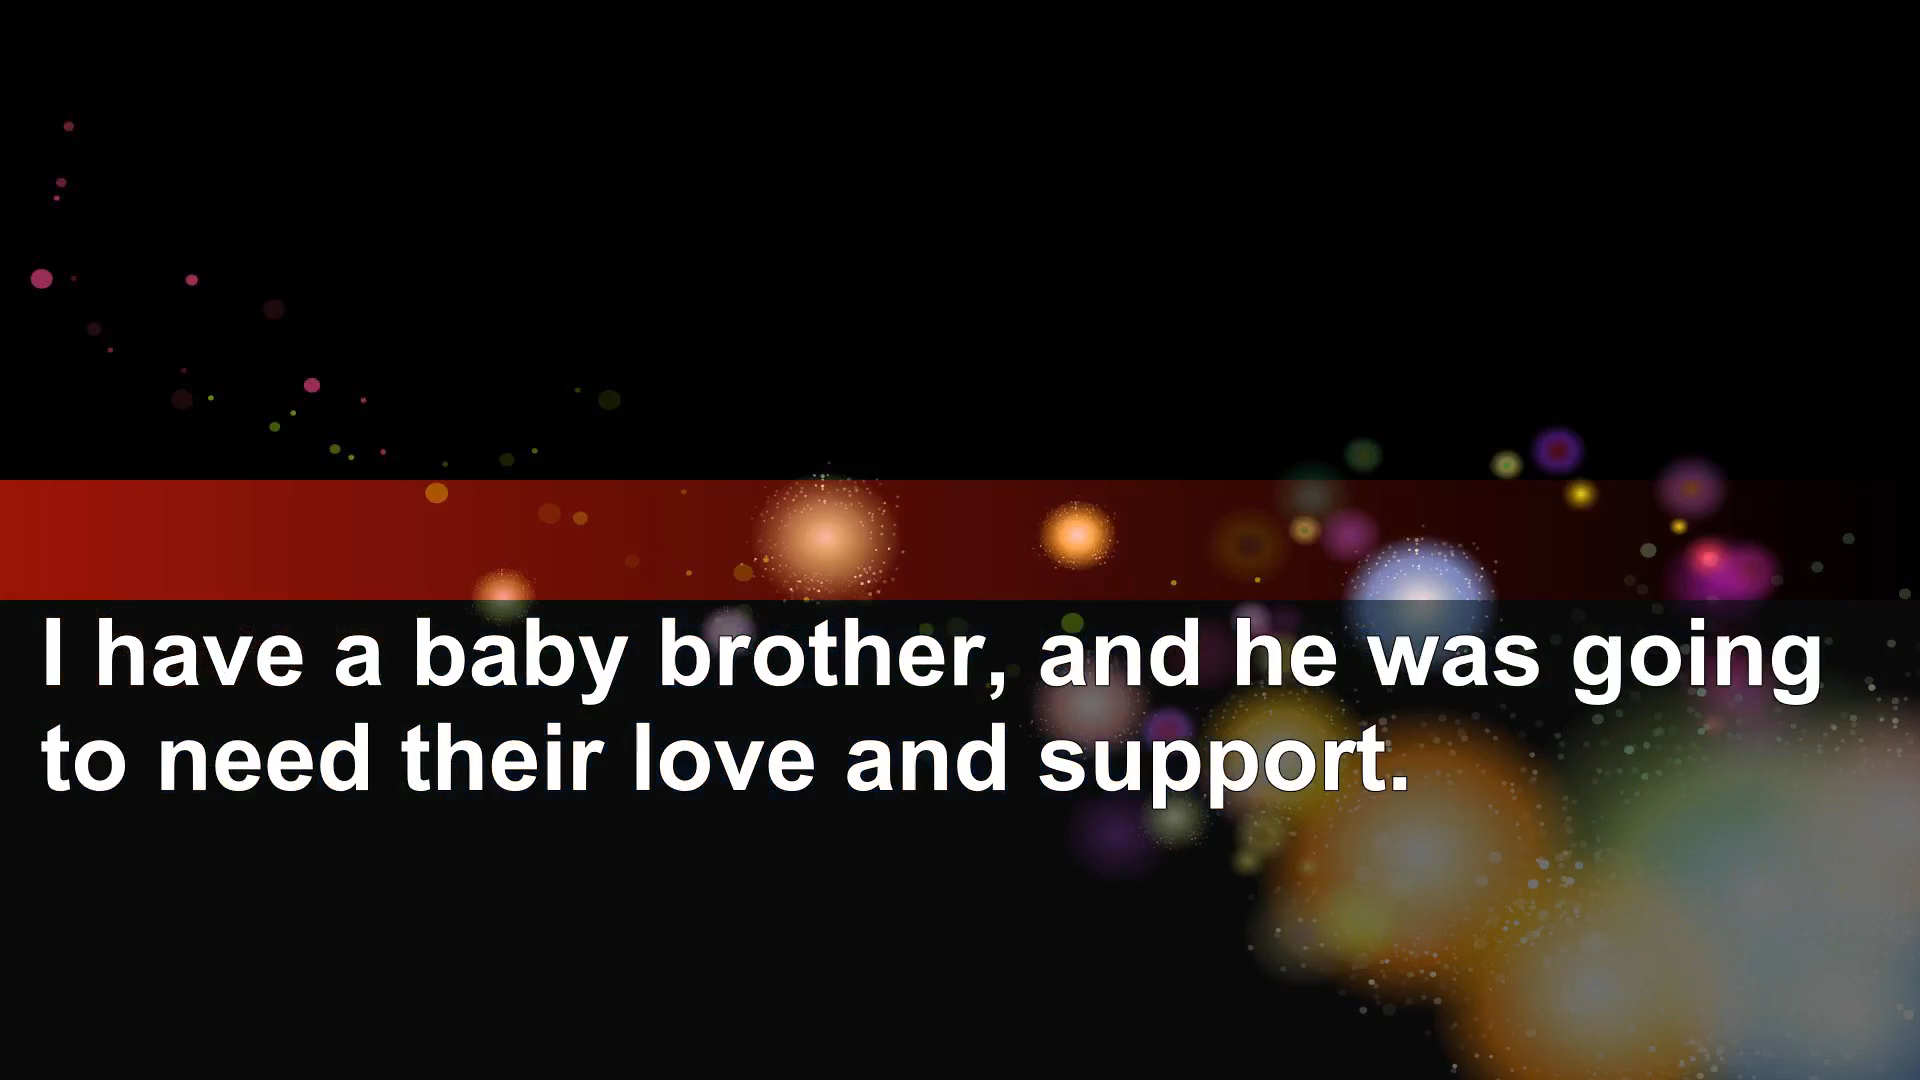 I have a baby brother, and he was going
to need their love and support.